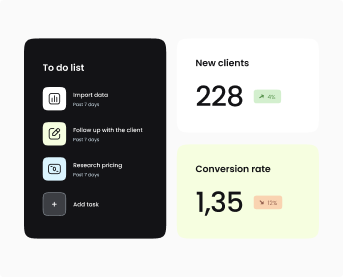 To do list
Import data
Past 7 days
Follow up with the client
Past 7 days
Research pricing
Past 7 days
+ Add task
New clients
228
4%
Conversion rate
1,35
12%